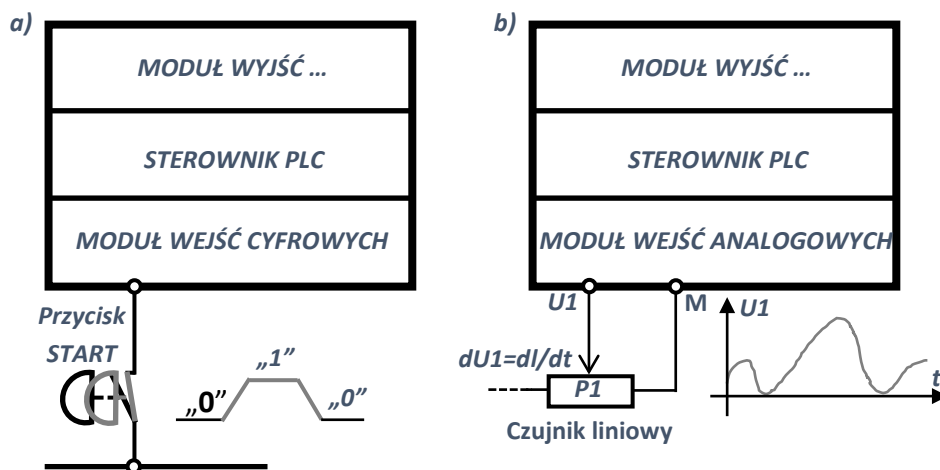 a)
MODUŁ WYJŚĆ ...
STEROWNIK PLC
MODUŁ WEJŚĆ CYFROWYCH
Przycisk
START
„0”
„1”
„0”
b)
MODUŁ WYJŚĆ ...
STEROWNIK PLC
MODUŁ WEJŚĆ ANALOGOWYCH
U1
M
U1
dU1=dl/dt
P1
t
Czujnik liniowy